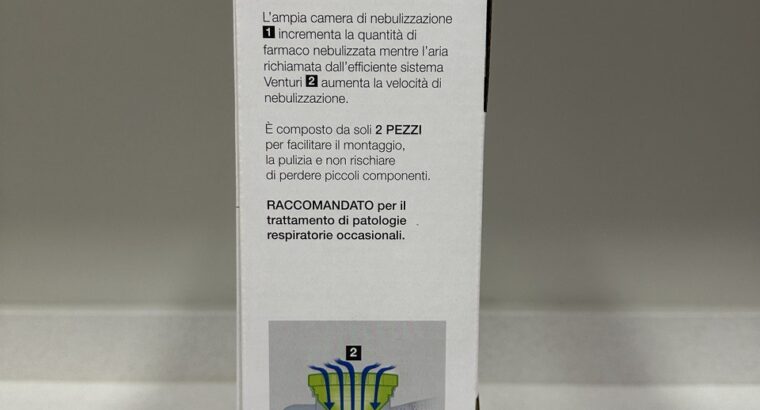 L'ampia camera di nebulizzazione
1 incrementa la quantità di
farmaco nebulizzata mentre l'aria
richiamata dall'efficiente sistema
Venturi 2 aumenta la velocità di
nebulizzazione.
È composto da soli 2 PEZZI
per facilitare il montaggio,
la pulizia e non rischiare
di perdere piccoli componenti.
RACCOMANDATO per il
trattamento di patologie
respiratorie occasionali.
2